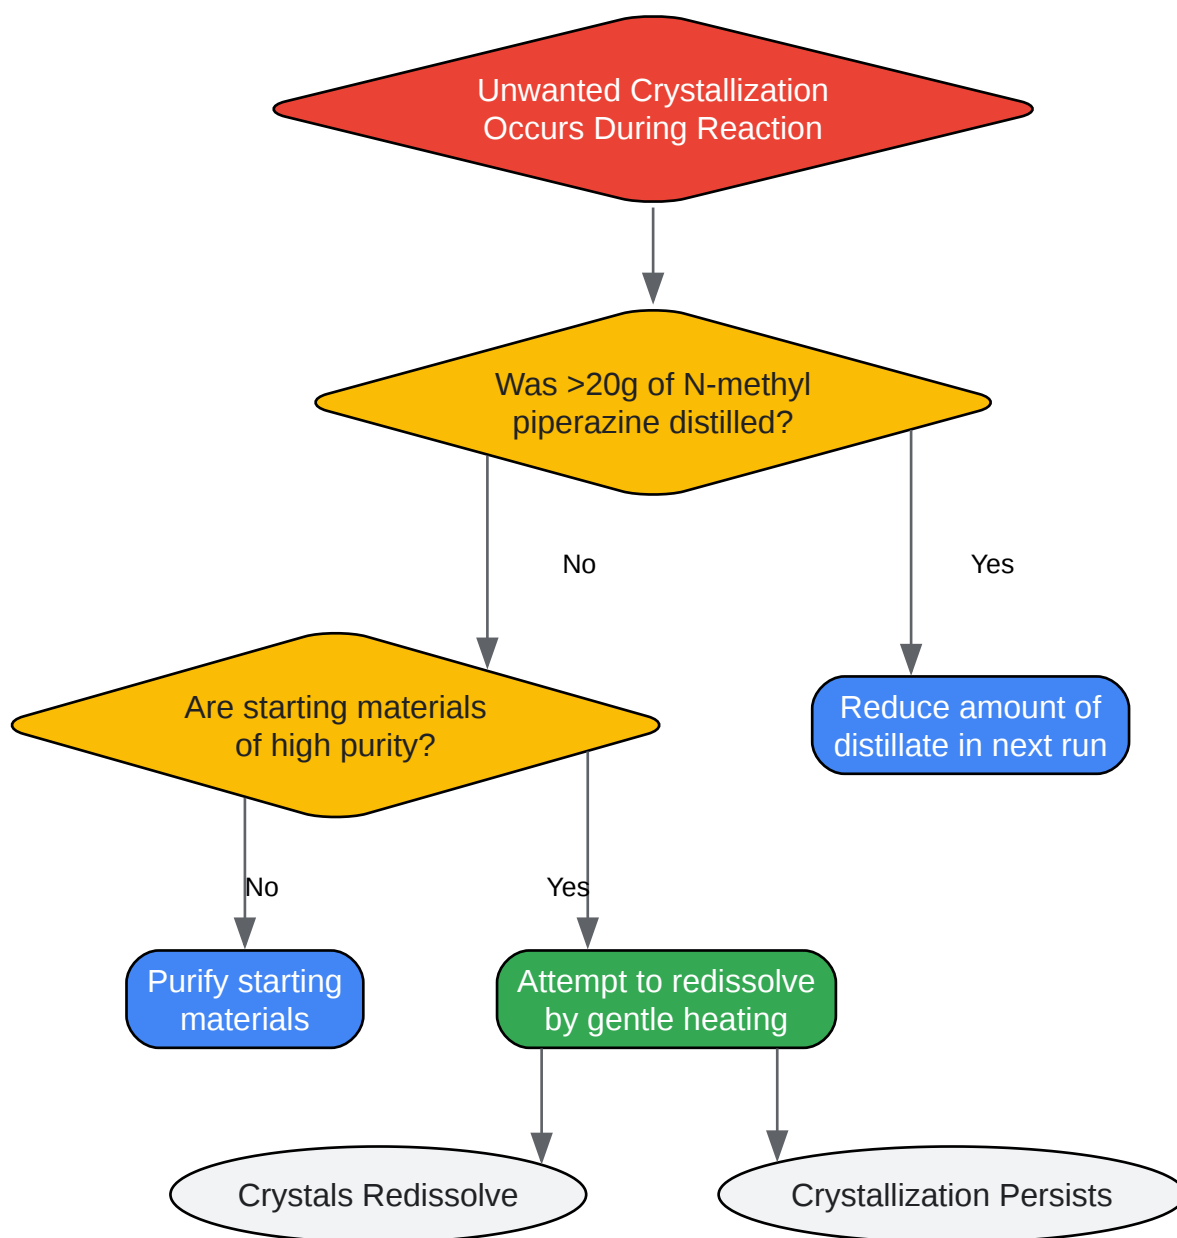 Unwanted Crystallization
Occurs During Reaction
Was >20g of N-methyl
piperazine distilled?
No
Yes
Are starting materials
of high purity?
Reduce amount of
distillate in next run
No
Yes
Purify starting
materials
Attempt to redissolve
by gentle heating
Crystals Redissolve
Crystallization Persists